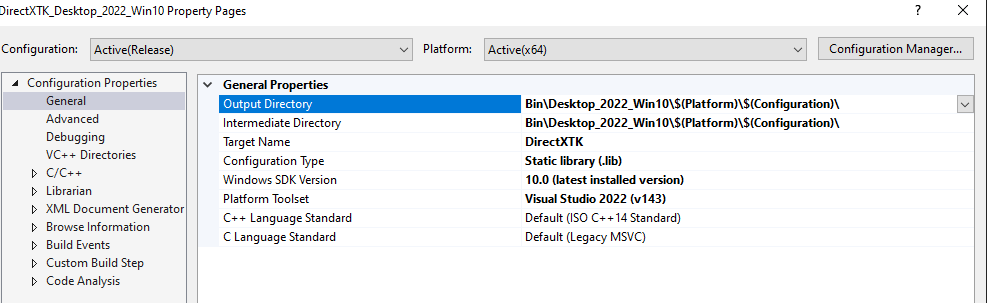 DirectXTK_Desktop_2022_Win10 Property Pages
Configuration: Active(Release) Platform: Active(x64) Configuration Manager...
Configuration Properties
General
Advanced
Debugging
VC++ Directories
C/C++
Librarian
XML Document Generator
Browse Information
Build Events
Custom Build Step
Code Analysis
General Properties
Output Directory Bin\Desktop_2022_Win10\$(Platform)\$(Configuration)\
Intermediate Directory Bin\Desktop_2022_Win10\$(Platform)\$(Configuration)\
Target Name DirectXTK
Configuration Type Static library (.lib)
Windows SDK Version 10.0 (latest installed version)
Platform Toolset Visual Studio 2022 (v143)
C++ Language Standard Default (ISO C++14 Standard)
C Language Standard Default (Legacy MSVC)